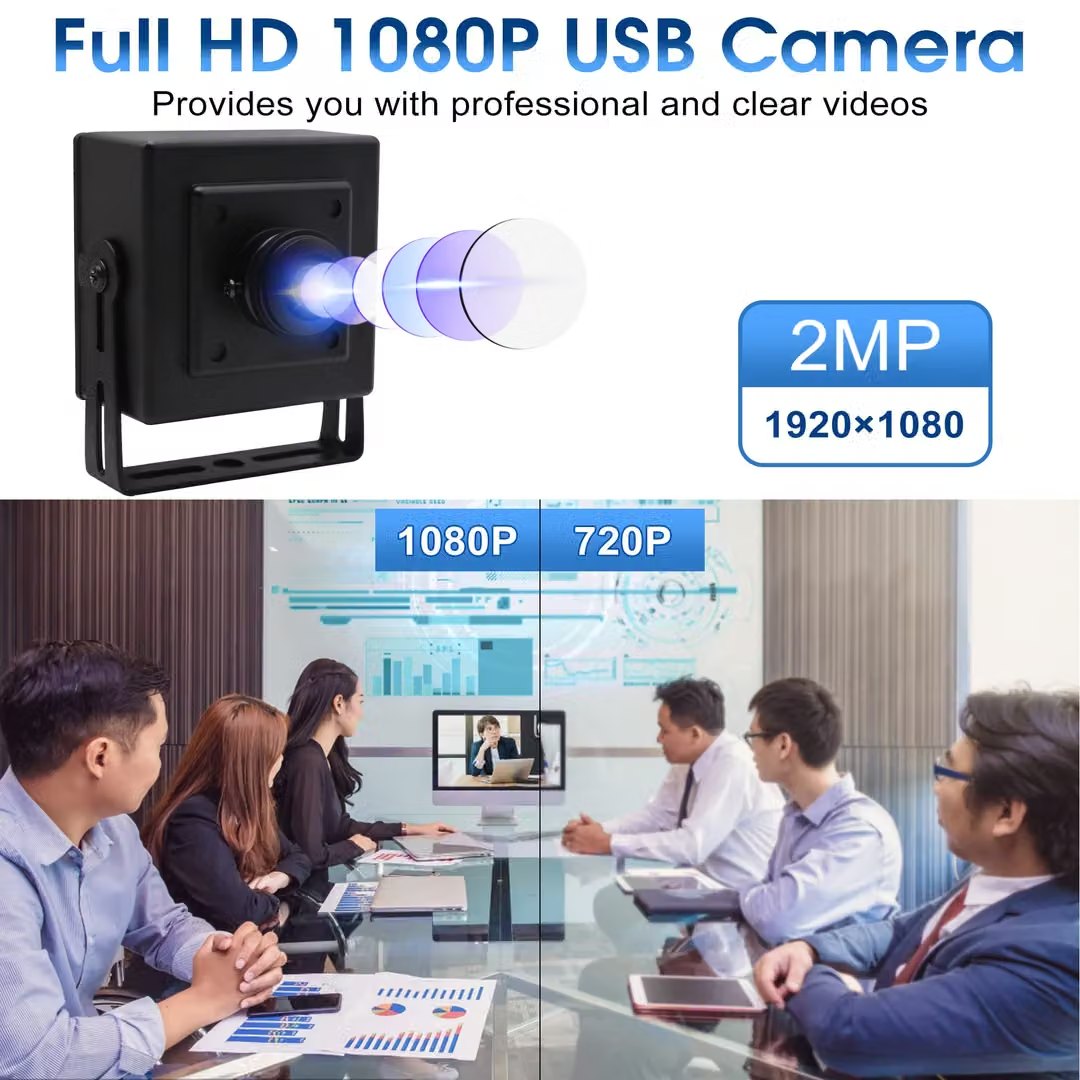 Full HD 1080P USB Camera
Provides you with professional and clear videos
2MP
1920×1080
1080P
720P